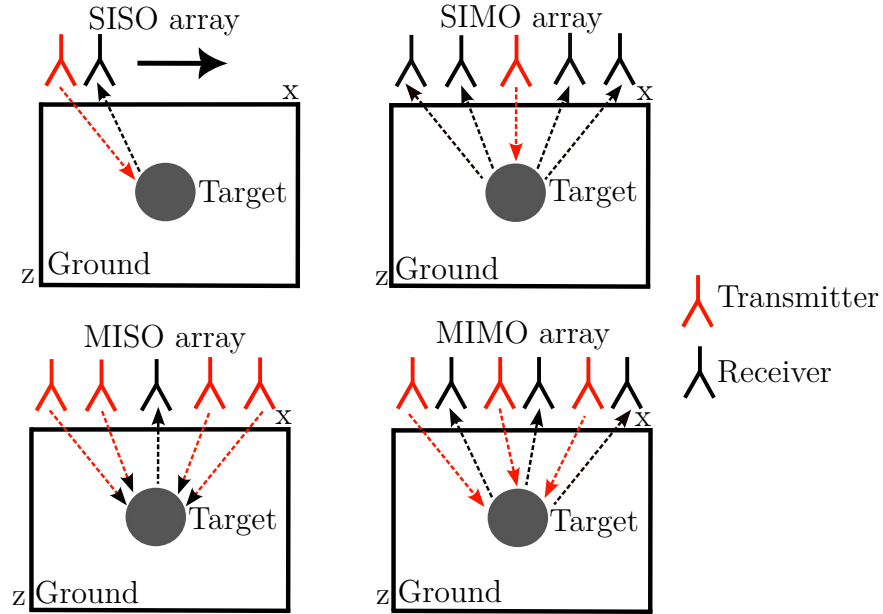 SISO array
x
Target
z
Ground
SIMO array
x
Target
z
Ground
MISO array
x
Target
z
Ground
MIMO array
x
Target
z
Ground
Transmitter
Receiver